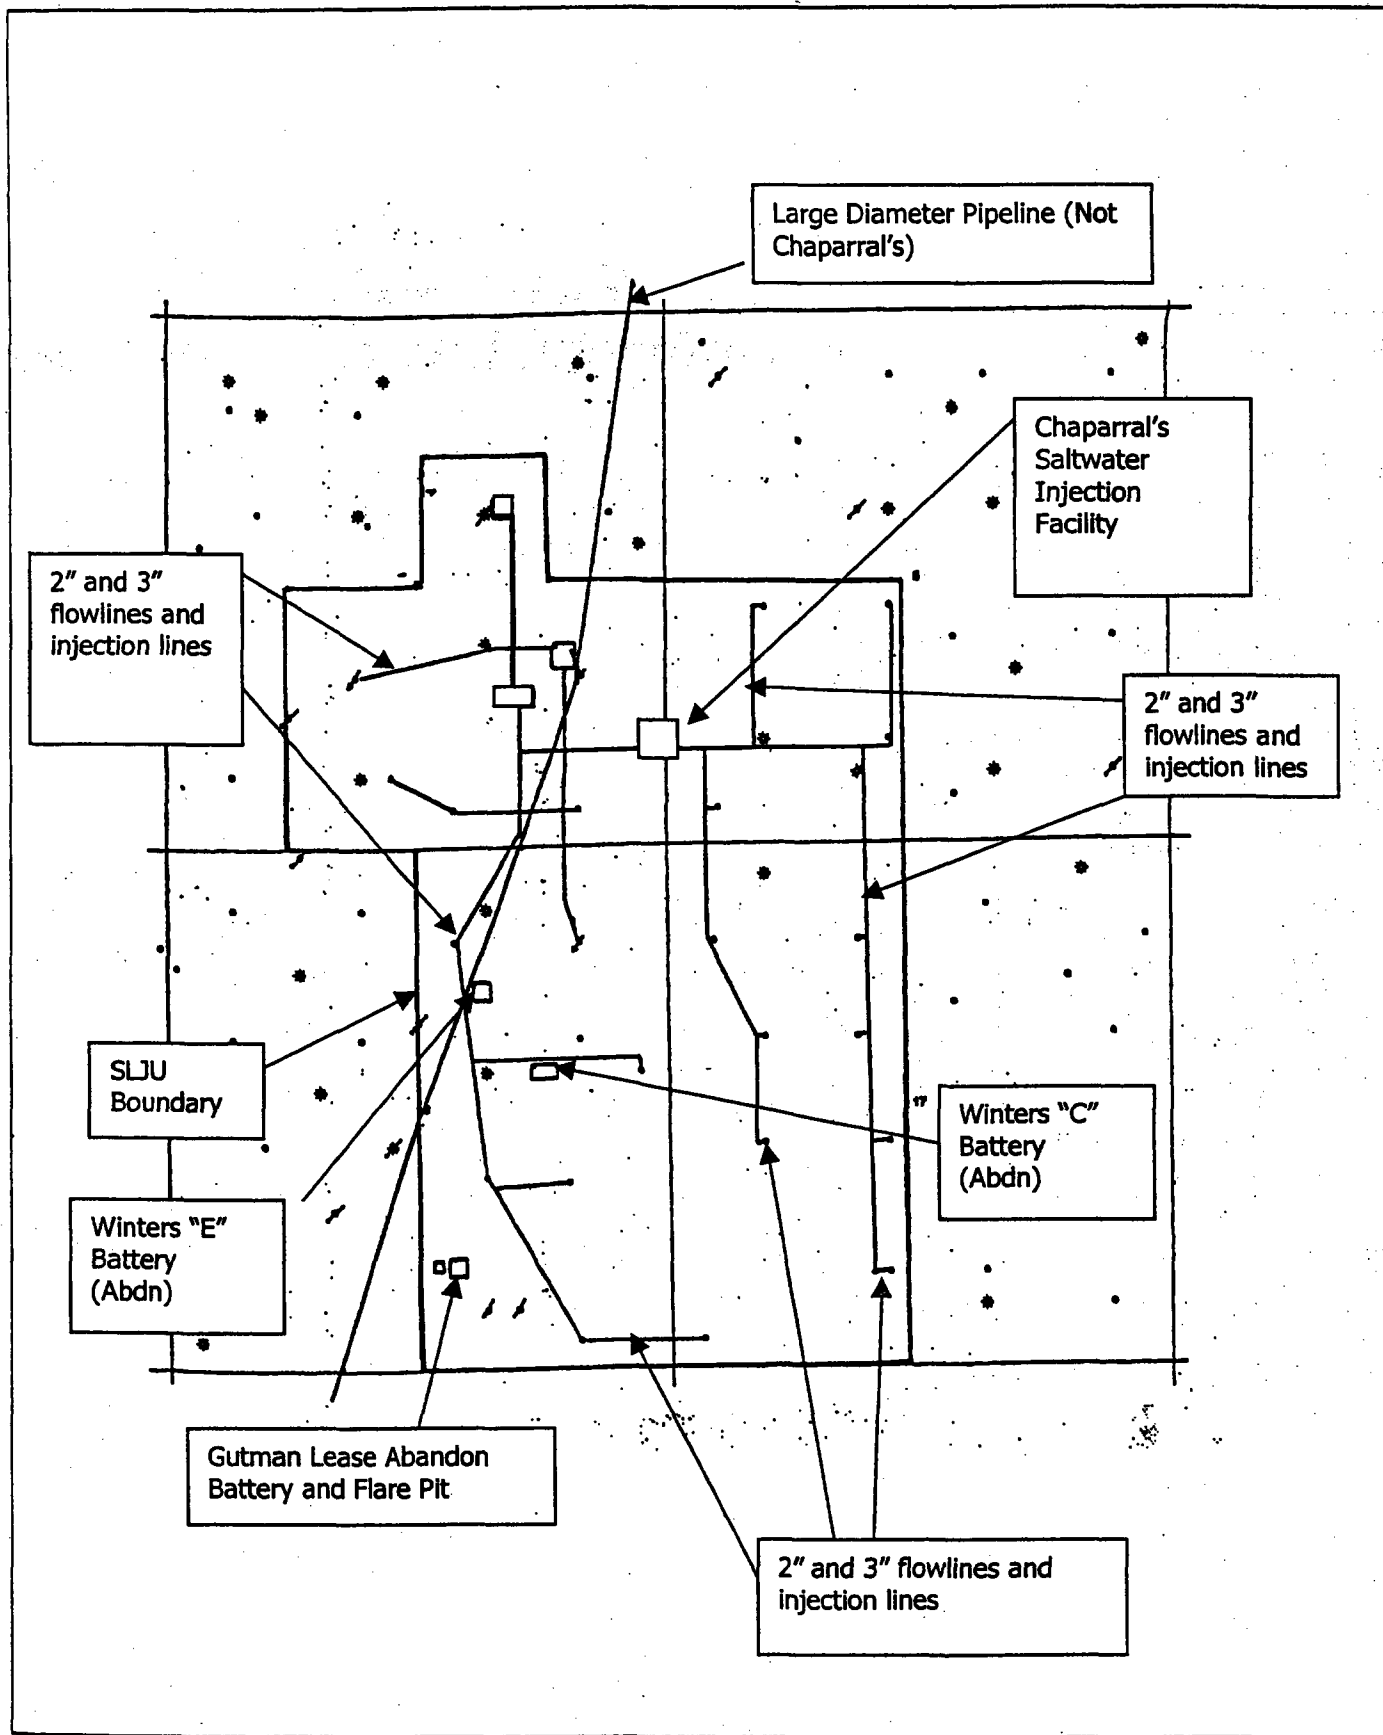 Large Diameter Pipeline (Not
Chaparral's)
Chaparral's
Saltwater
Injection
Facility
2" and 3"
flowlines and
injection lines
2" and 3"
flowlines and
injection lines
SLJU
Boundary
Winters "C"
Battery
(Abdn)
17
Winters "E"
Battery
(Abdn)
Gutman Lease Abandon
Battery and Flare Pit
2" and 3" flowlines and
injection lines